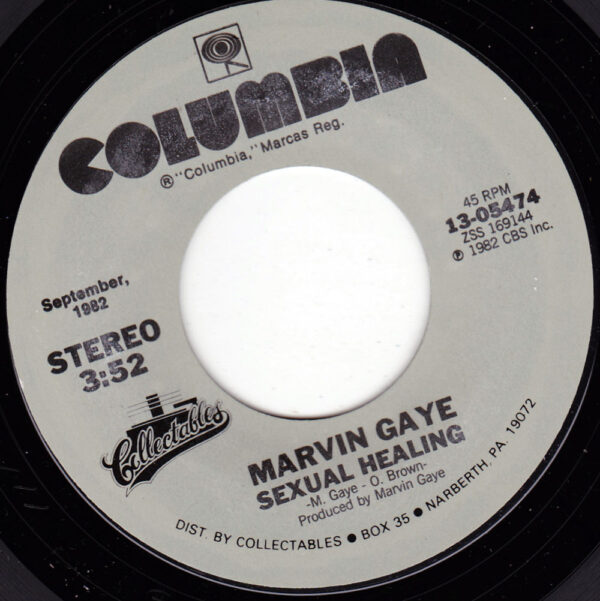 COLUMBIA
® "Columbia," Marcas Reg.
45 RPM
13-05474
ZSS 169144
℗ 1982 CBS Inc.
September,
1982
STEREO
3:52
Collectables
MARVIN GAYE
SEXUAL HEALING
-M. Gaye - O. Brown-
Produced by Marvin Gaye
DIST. BY COLLECTABLES ● BOX 35 ● NARBERTH, PA. 19072